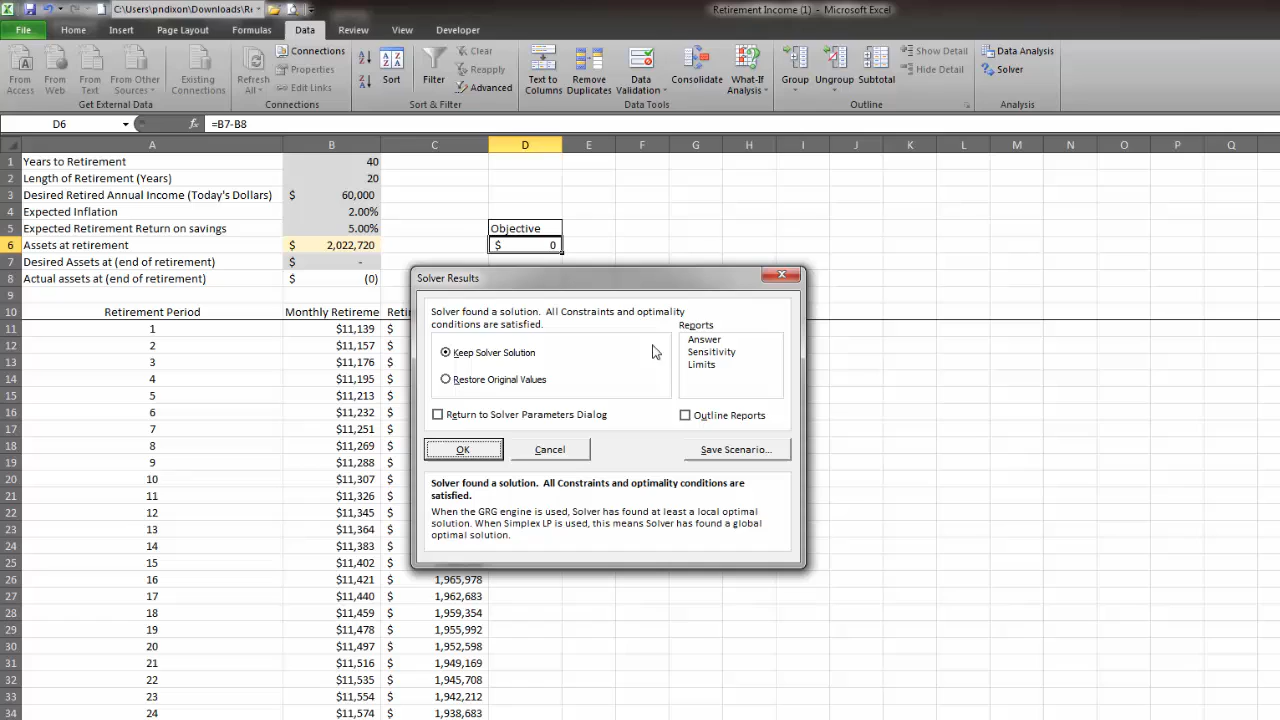 C:\Users\pndixon\Downloads\Re
Retirement Income (1) – Microsoft Excel
File Home Insert Page Layout Formulas Data Review View Developer
From Access
From Web
From Text
From Other Sources
Existing Connections
Refresh All
Connections
Properties
Edit Links
Sort
Filter
Clear
Reapply
Advanced
Text to Columns
Remove Duplicates
Data Validation
Consolidate
What-If Analysis
Group
Ungroup
Subtotal
Show Detail
Hide Detail
Data Analysis
Solver
Get External Data Connections Sort & Filter Data Tools Outline Analysis
D6 fx =B7-B8
A B C D E F G H I J K L M N O P Q
1 Years to Retirement 40
2 Length of Retirement (Years) 20
3 Desired Retired Annual Income (Today's Dollars) $ 60,000
4 Expected Inflation 2.00%
5 Expected Retirement Return on savings 5.00% Objective
6 Assets at retirement $ 2,022,720 $ 0
7 Desired Assets at (end of retirement) $ -
8 Actual assets at (end of retirement) $ (0)
9
10 Retirement Period Monthly Retireme Reti
11 1 $11,139 $
12 2 $11,157 $
13 3 $11,176 $
14 4 $11,195 $
15 5 $11,213 $
16 6 $11,232 $
17 7 $11,251 $
18 8 $11,269 $
19 9 $11,288 $
20 10 $11,307 $
21 11 $11,326 $
22 12 $11,345 $
23 13 $11,364 $
24 14 $11,383 $
25 15 $11,402 $
26 16 $11,421 $ 1,965,978
27 17 $11,440 $ 1,962,683
28 18 $11,459 $ 1,959,354
29 19 $11,478 $ 1,955,992
30 20 $11,497 $ 1,952,598
31 21 $11,516 $ 1,949,169
32 22 $11,535 $ 1,945,708
33 23 $11,554 $ 1,942,212
34 24 $11,574 $ 1,938,683
Solver Results
Solver found a solution. All Constraints and optimality
conditions are satisfied.
Keep Solver Solution
Restore Original Values
Reports
Answer
Sensitivity
Limits
Return to Solver Parameters Dialog
Outline Reports
OK Cancel Save Scenario...
Solver found a solution. All Constraints and optimality conditions are
satisfied.
When the GRG engine is used, Solver has found at least a local optimal
solution. When Simplex LP is used, this means Solver has found a global
optimal solution.